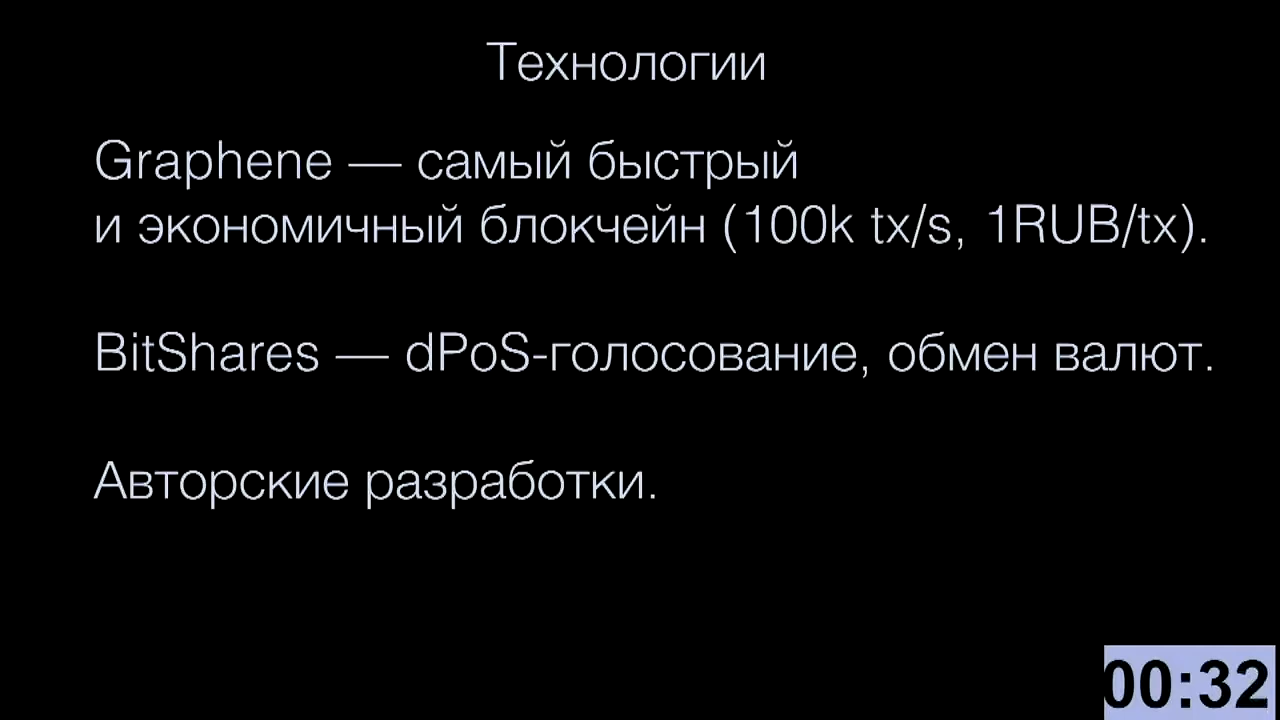 Технологии
Graphene — самый быстрый
и экономичный блокчейн (100k tx/s, 1RUB/tx).
BitShares — dPoS-голосование, обмен валют.
Авторские разработки.
00:32